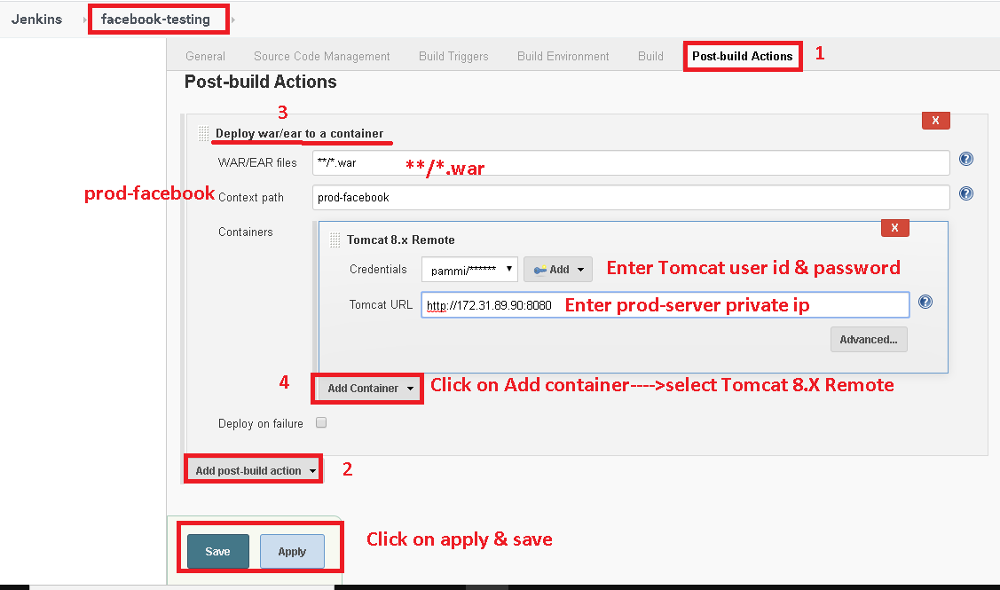 Jenkins facebook-testing
General Source Code Management Build Triggers Build Environment Build Post-build Actions 1
Post-build Actions
3
X
Deploy war/ear to a container
WAR/EAR files **/*.war **/*.war ?
prod-facebook Context path prod-facebook ?
Containers
X
Tomcat 8.x Remote
Credentials pammi/****** Add Enter Tomcat user id & password
Tomcat URL http://172.31.89.90:8080 Enter prod-server private ip ?
Advanced...
4 Add Container Click on Add container---->select Tomcat 8.X Remote
Deploy on failure
Add post-build action 2
Save Apply Click on apply & save